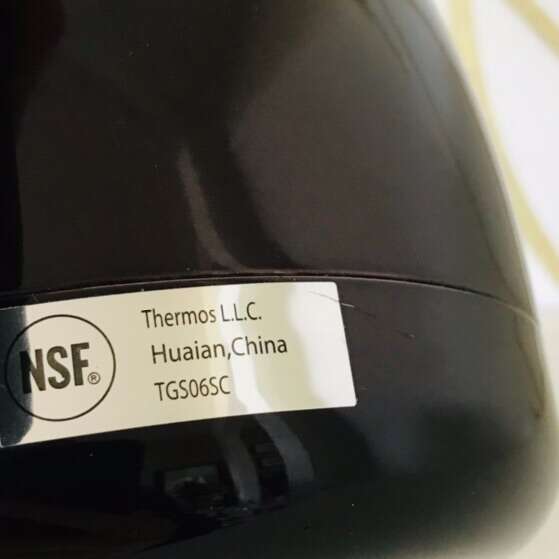 NSF®
Thermos L.L.C.
Huaian,China
TGS06SC